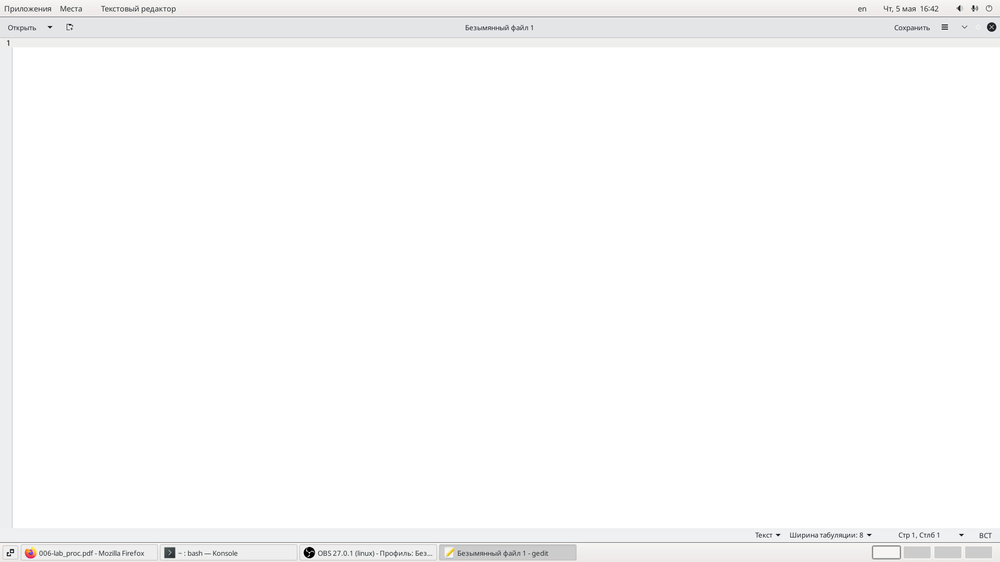 Приложения Места Текстовый редактор en Чт, 5 мая 16:42
Открыть Безымянный файл 1 Сохранить
1
Текст Ширина табуляции: 8 Стр 1, Стлб 1 ВСТ
006-lab_proc.pdf - Mozilla Firefox ~ : bash — Konsole OBS 27.0.1 (linux) - Профиль: Без... Безымянный файл 1 - gedit